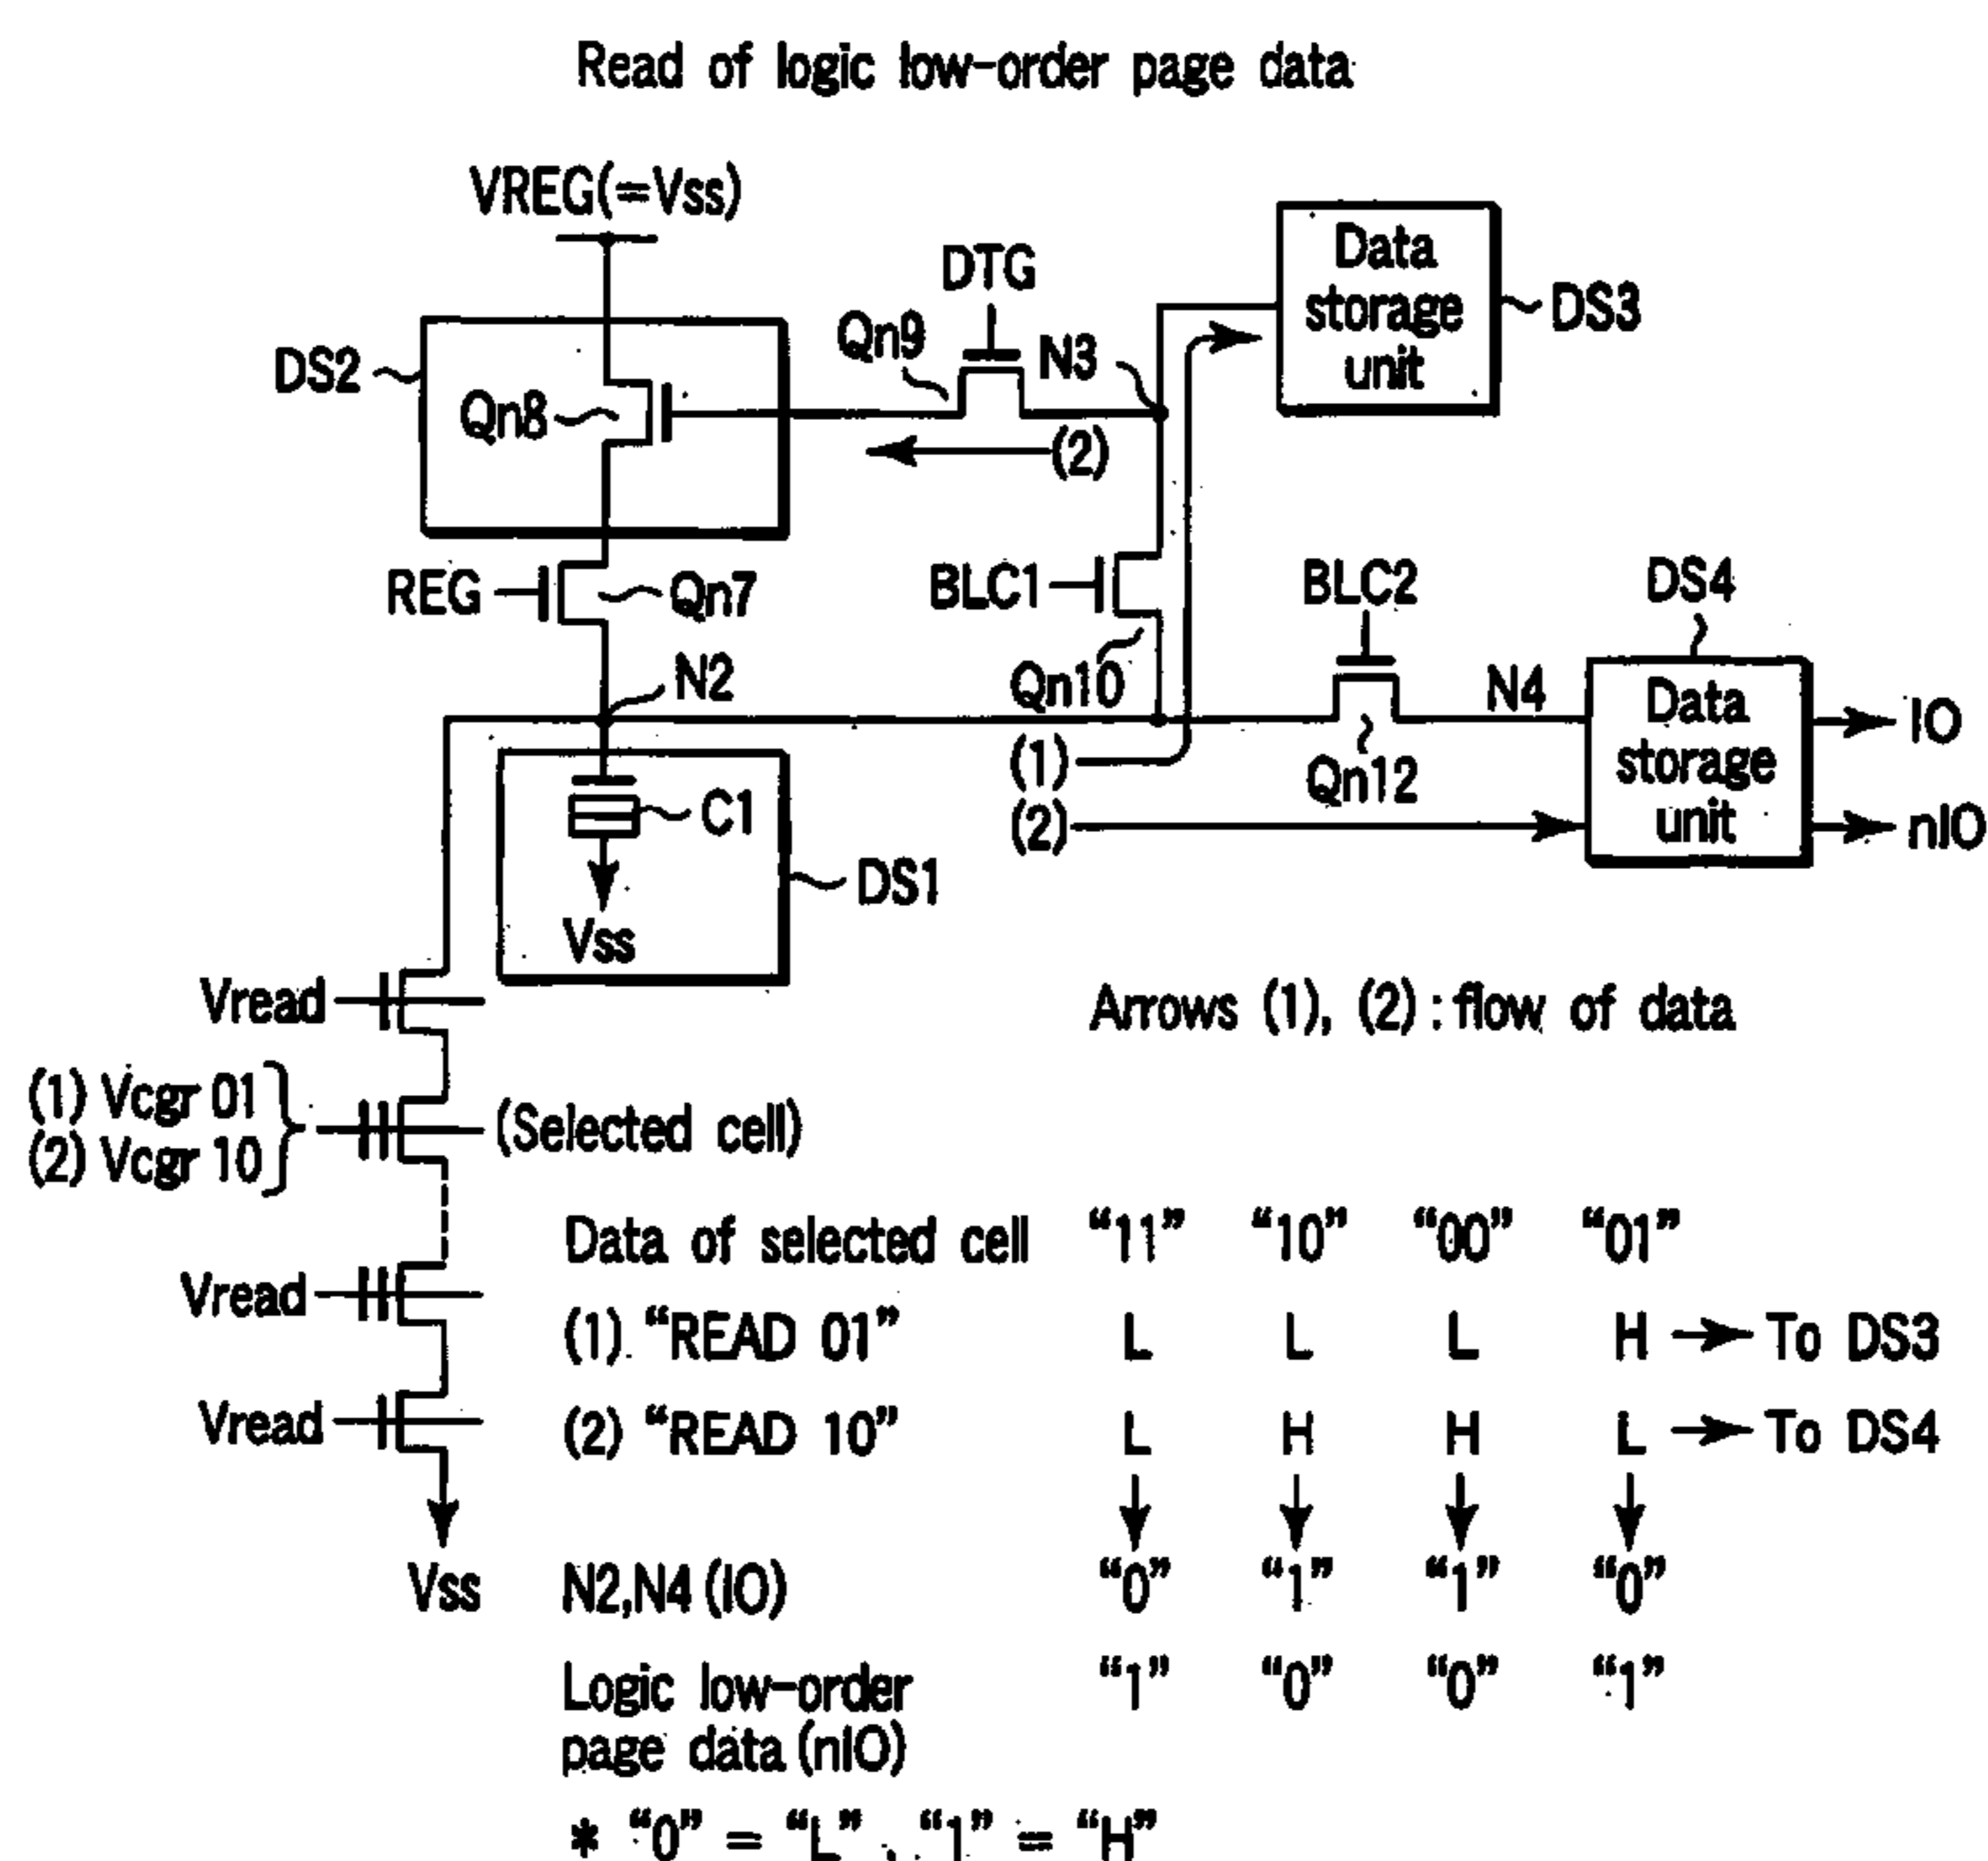 Read of logic low-order page data
VREG(=Vss)
DTG
Data
storage
unit
DS3
Qn9
N3
DS2
Qn8
(2)
REG
Qn7
BLC1
BLC2
DS4
N2
Qn10
N4
Data
storage
unit
IO
(1)
Qn12
C1
(2)
nIO
DS1
Vss
Vread
Arrows (1), (2) : flow of data
(1) Vcgr 01
(2) Vcgr 10
(Selected cell)
Data of selected cell "11" "10" "00" "01"
Vread
(1) "READ 01" L L L H → To DS3
Vread
(2) "READ 10" L H H L → To DS4
Vss
N2,N4 (IO) "0" "1" "1" "0"
Logic low-order "1" "0" "0" "1"
page data (nIO)
* "0" = "L" , "1" = "H"